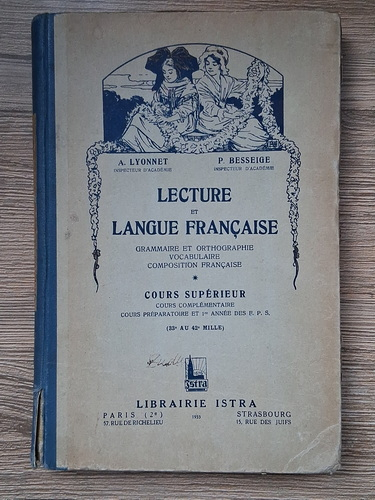 A. LYONNET P. BESSEIGE
INSPECTEUR D'ACADÉMIE INSPECTEUR D'ACADÉMIE
LECTURE
ET
LANGUE FRANÇAISE
GRAMMAIRE ET ORTHOGRAPHIE
VOCABULAIRE
COMPOSITION FRANÇAISE
COURS SUPÉRIEUR
COURS COMPLÉMENTAIRE
COURS PRÉPARATOIRE ET 1re ANNÉE DES E. P. S.
(33e AU 42e MILLE)
istra
LIBRAIRIE ISTRA
PARIS (2e) 1933 STRASBOURG
57, RUE DE RICHELIEU 15, RUE DES JUIFS